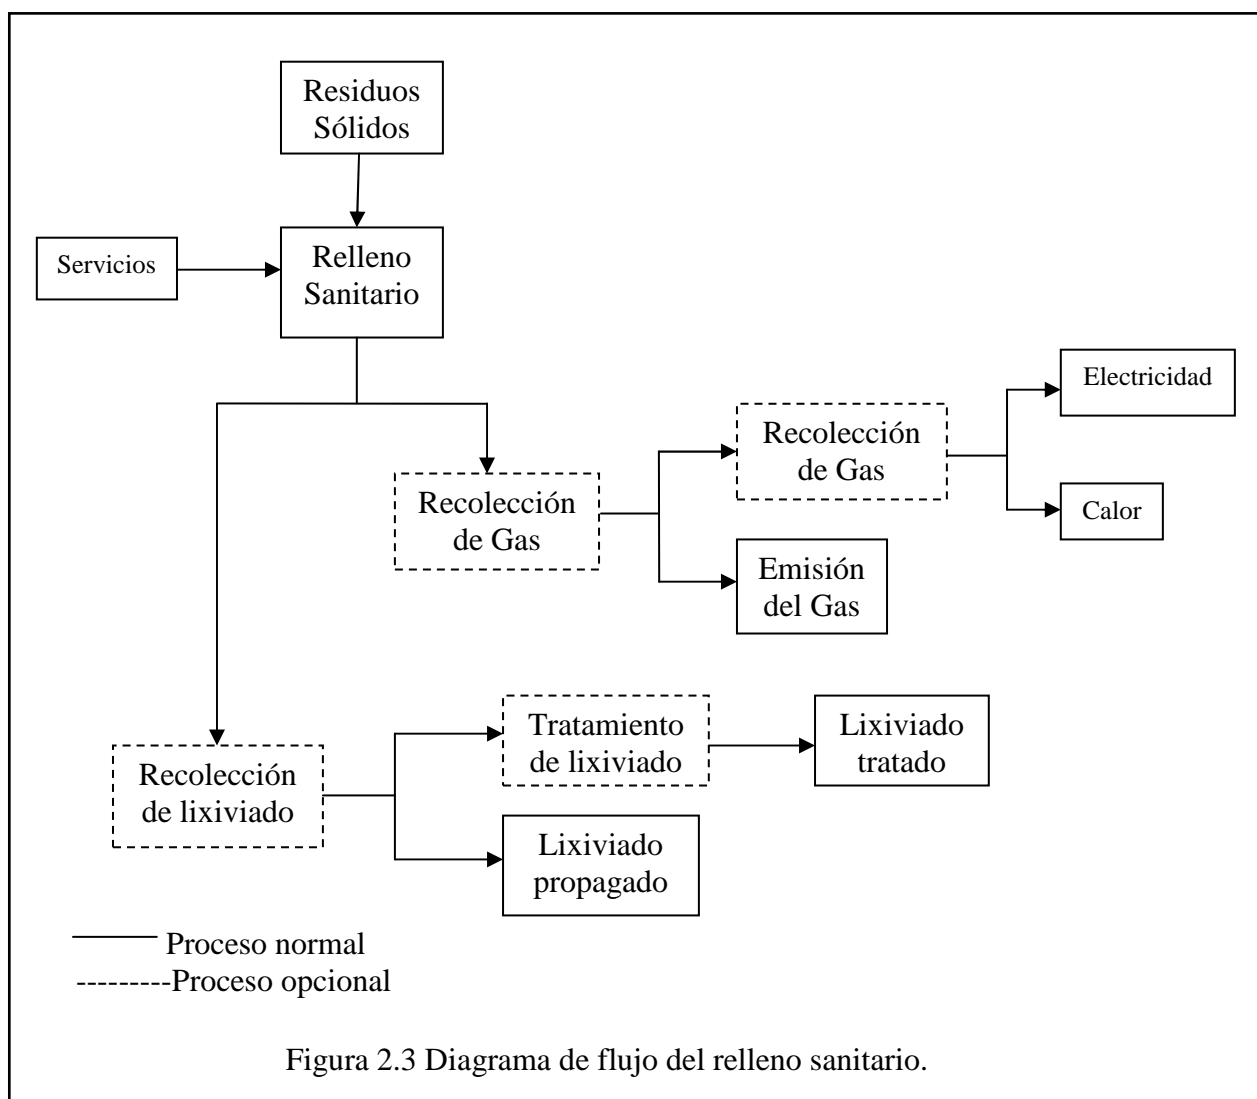 Residuos
Sólidos
Servicios
Relleno
Sanitario
Electricidad
Recolección
de Gas
Recolección
de Gas
Calor
Emisión
del Gas
Tratamiento
de lixiviado
Lixiviado
tratado
Recolección
de lixiviado
Lixiviado
propagado
Proceso normal
---------Proceso opcional
Figura 2.3 Diagrama de flujo del relleno sanitario.